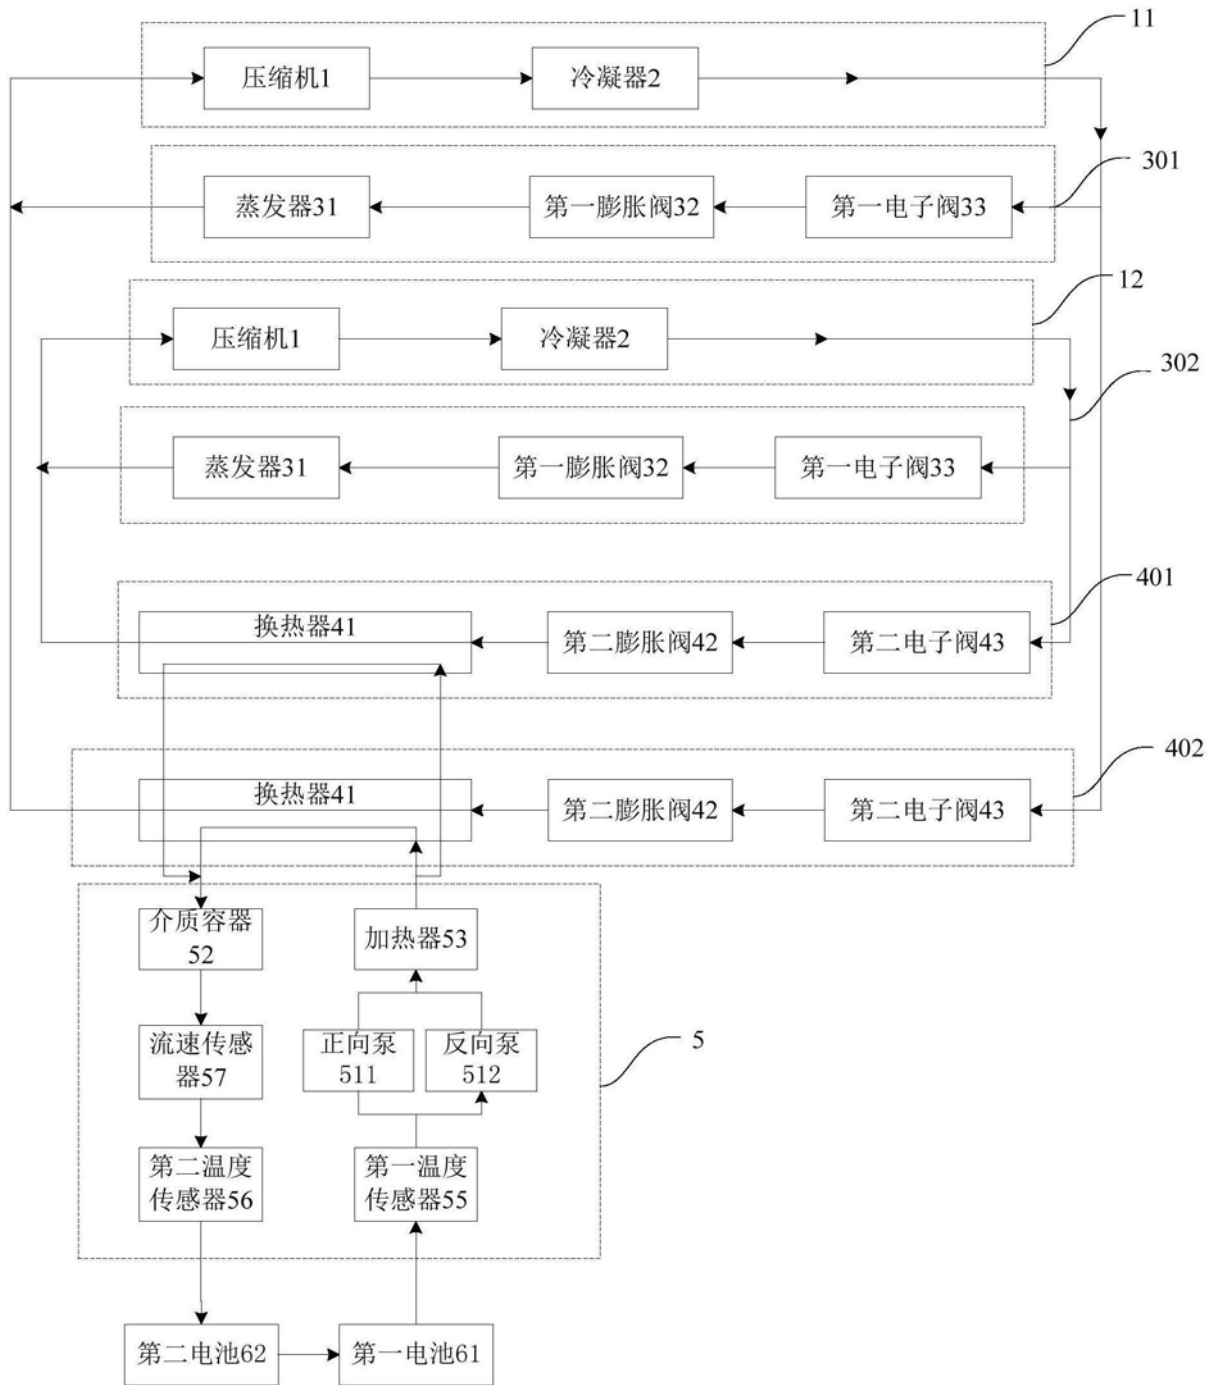 11
压缩机1
冷凝器2
301
蒸发器31
第一膨胀阀32
第一电子阀33
12
压缩机1
冷凝器2
302
蒸发器31
第一膨胀阀32
第一电子阀33
401
换热器41
第二膨胀阀42
第二电子阀43
402
换热器41
第二膨胀阀42
第二电子阀43
介质容器
52
加热器53
流速传感
器57
正向泵
511
反向泵
512
5
第二温度
传感器56
第一温度
传感器55
第二电池62
第一电池61